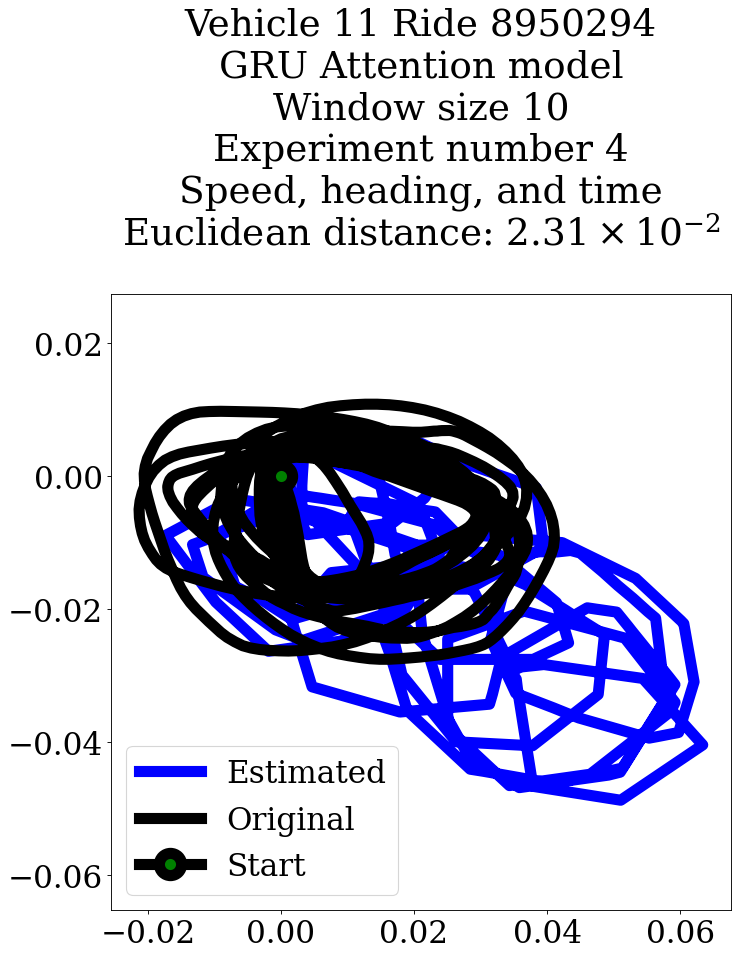 Vehicle 11 Ride 8950294
GRU Attention model
Window size 10
Experiment number 4
Speed, heading, and time
Euclidean distance: 2.31 × 10⁻²
0.02
0.00
−0.02
−0.04
−0.06
Estimated
Original
Start
−0.02 0.00 0.02 0.04 0.06